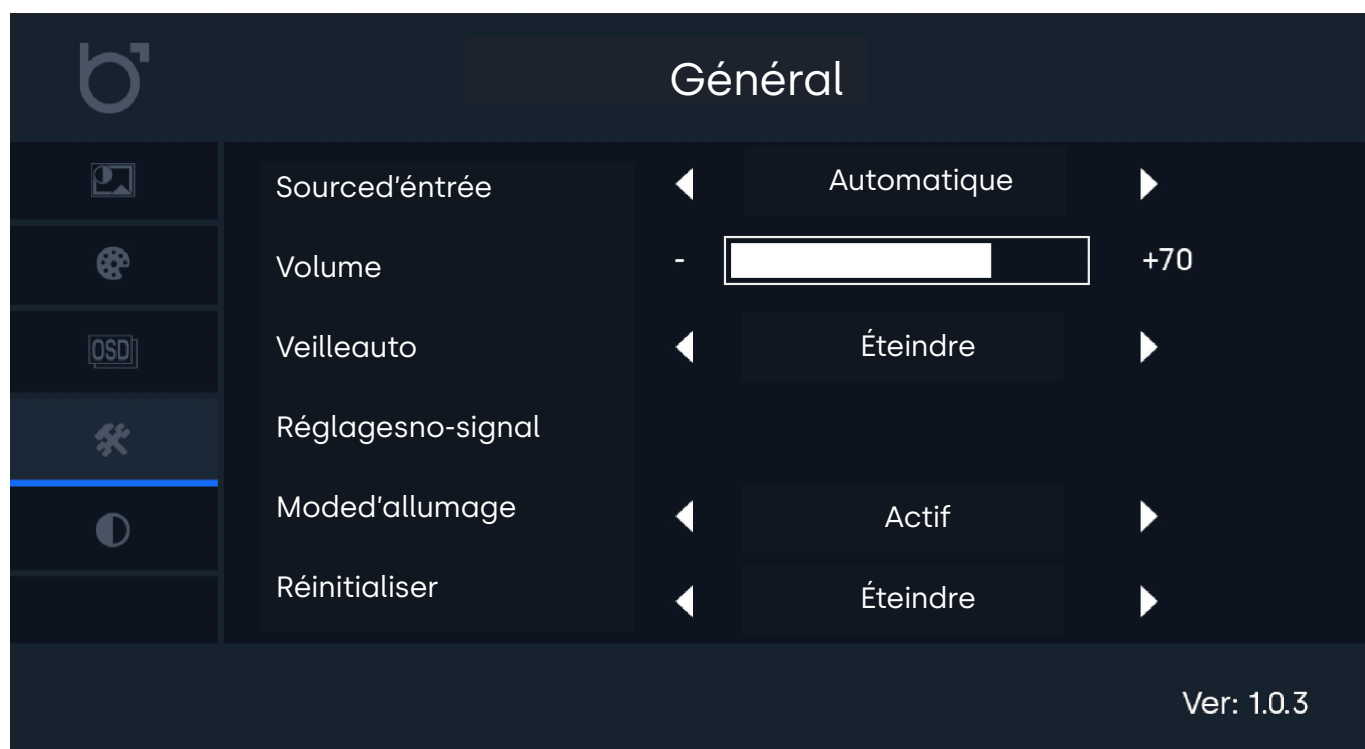 Général
Sourced'éntrée
Automatique
Volume
- +70
Veilleauto
Éteindre
Réglagesno-signal
Moded'allumage
Actif
Réinitialiser
Éteindre
OSD
Ver: 1.0.3